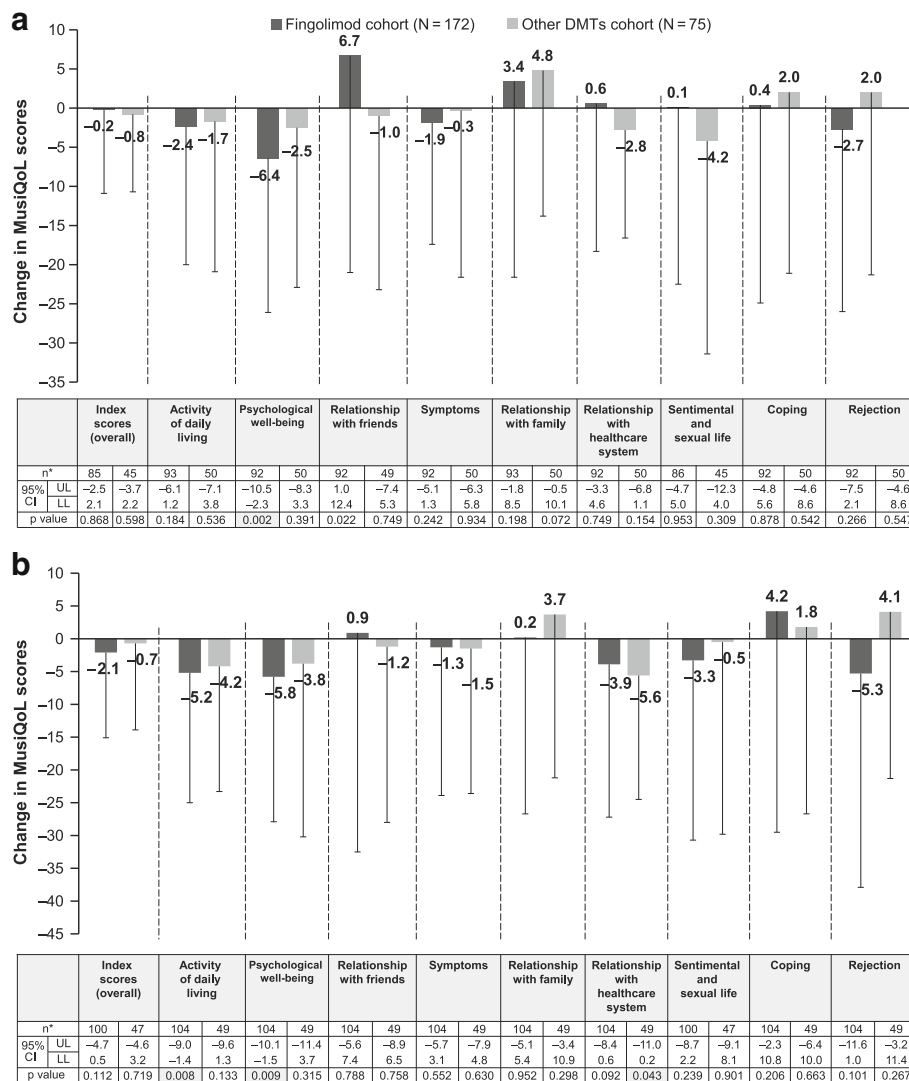 a
Fingolimod cohort (N = 172) Other DMTs cohort (N = 75)
Change in MusiQoL scores
10
5
0
–5
–10
–15
–20
–25
–30
–35
–0.2 –0.8 –2.4 –1.7 –6.4 –2.5 6.7 –1.0 –1.9 –0.3 3.4 4.8 0.6 –2.8 0.1 –4.2 0.4 2.0 –2.7 2.0
Index scores (overall) Activity of daily living Psychological well-being Relationship with friends Symptoms Relationship with family Relationship with healthcare system Sentimental and sexual life Coping Rejection
n* 85 45 93 50 92 50 92 49 92 50 93 50 92 50 86 45 92 50 92 50
95% CI UL –2.5 –3.7 –6.1 –7.1 –10.5 –8.3 1.0 –7.4 –5.1 –6.3 –1.8 –0.5 –3.3 –6.8 –4.7 –12.3 –4.8 –4.6 –7.5 –4.6
LL 2.1 2.2 1.2 3.8 –2.3 3.3 12.4 5.3 1.3 5.8 8.5 10.1 4.6 1.1 5.0 4.0 5.6 8.6 2.1 8.6
p value 0.868 0.598 0.184 0.536 0.002 0.391 0.022 0.749 0.242 0.934 0.198 0.072 0.749 0.154 0.953 0.309 0.878 0.542 0.266 0.547
b
Change in MusiQoL scores
10
5
0
–5
–10
–15
–20
–25
–30
–35
–40
–45
–2.1 –0.7 –5.2 –4.2 –5.8 –3.8 0.9 –1.2 –1.3 –1.5 0.2 3.7 –3.9 –5.6 –3.3 –0.5 4.2 1.8 –5.3 4.1
Index scores (overall) Activity of daily living Psychological well-being Relationship with friends Symptoms Relationship with family Relationship with healthcare system Sentimental and sexual life Coping Rejection
n* 100 47 104 49 104 49 104 49 104 49 104 49 104 49 100 47 104 49 104 49
95% CI UL –4.7 –4.6 –9.0 –9.6 –10.1 –11.4 –5.6 –8.9 –5.7 –7.9 –5.1 –3.4 –8.4 –11.0 –8.7 –9.1 –2.3 –6.4 –11.6 –3.2
LL 0.5 3.2 –1.4 1.3 –1.5 3.7 7.4 6.5 3.1 4.8 5.4 10.9 0.6 0.2 2.2 8.1 10.8 10.0 1.0 11.4
p value 0.112 0.719 0.008 0.133 0.009 0.315 0.788 0.758 0.552 0.630 0.952 0.298 0.092 0.043 0.239 0.901 0.206 0.663 0.101 0.267